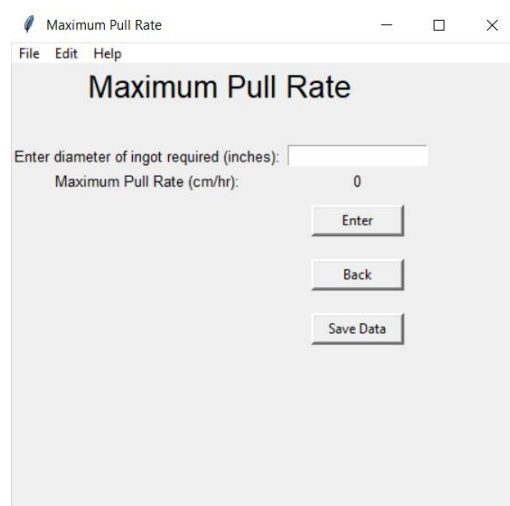 Maximum Pull Rate
File Edit Help
Maximum Pull Rate
Enter diameter of ingot required (inches):
Maximum Pull Rate (cm/hr): 0
Enter
Back
Save Data